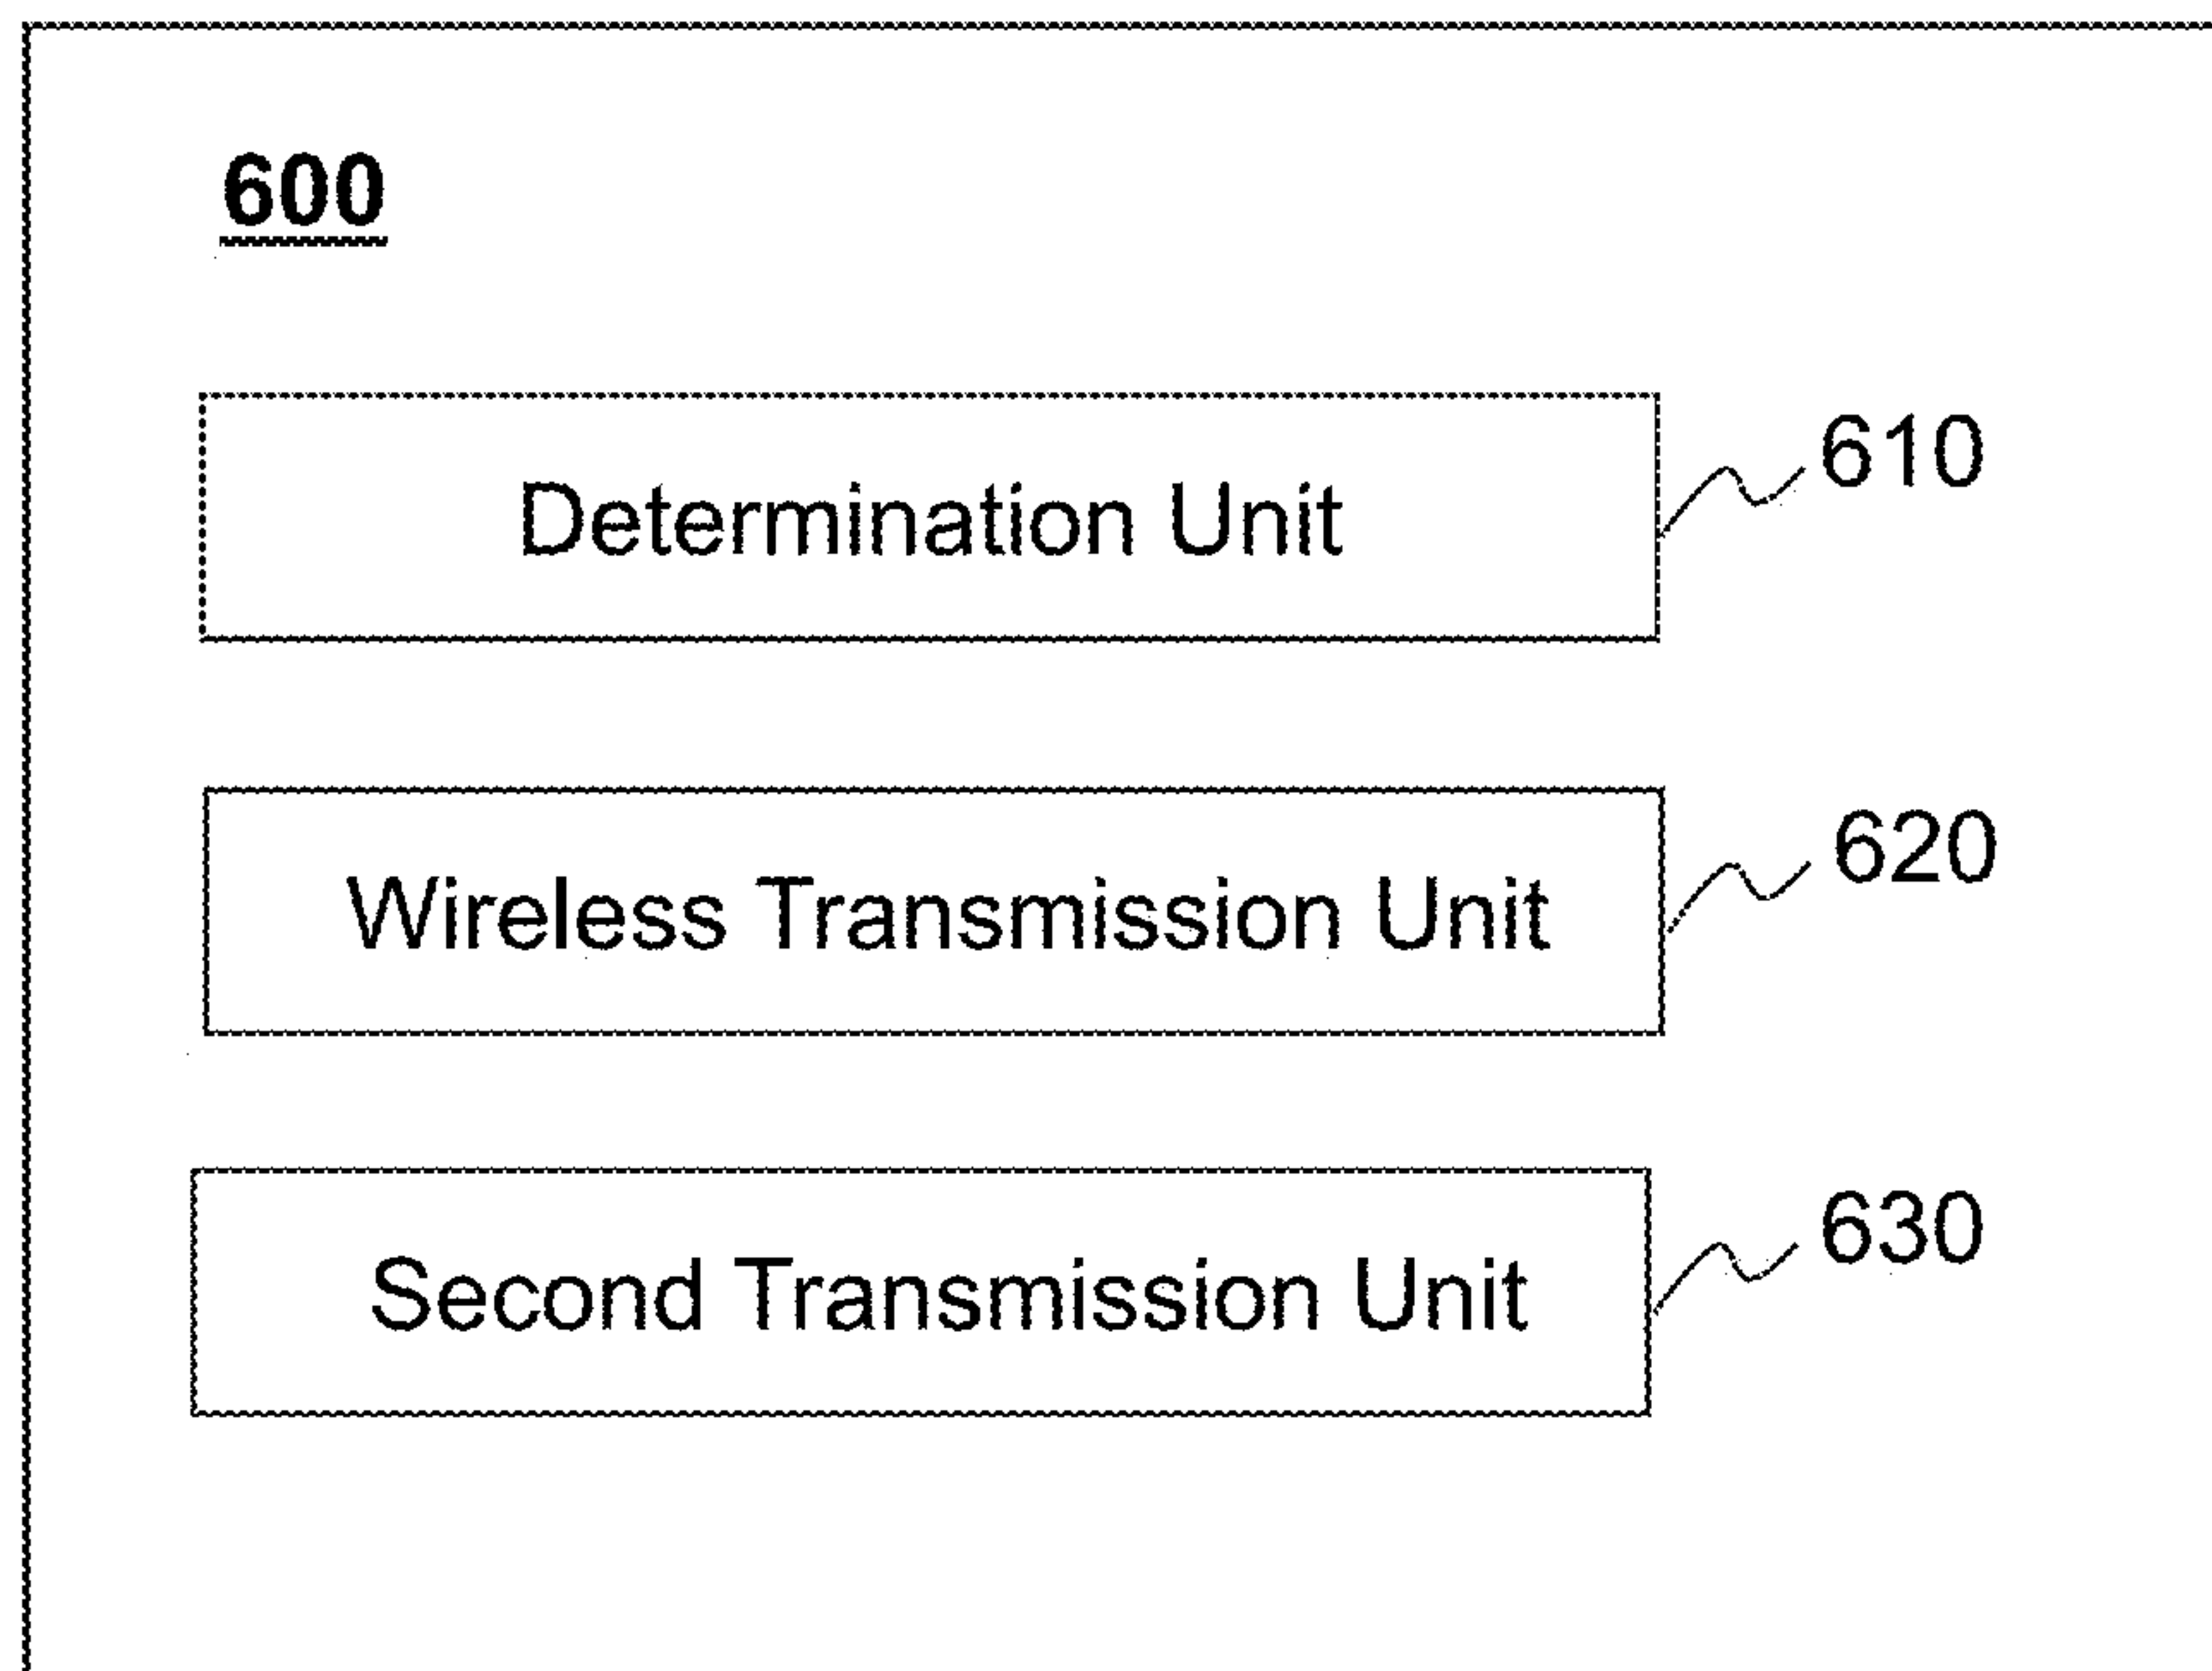 600
Determination Unit
610
Wireless Transmission Unit
620
Second Transmission Unit
630